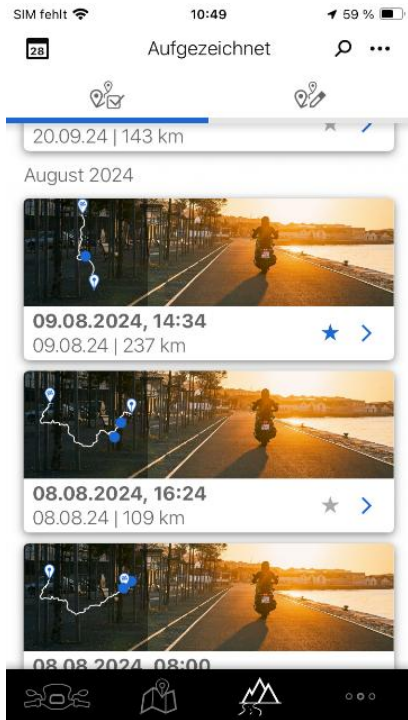 SIM fehlt 10:49 59 %
28 Aufgezeichnet
20.09.24 | 143 km
August 2024
09.08.2024, 14:34
09.08.24 | 237 km
08.08.2024, 16:24
08.08.24 | 109 km
08.08.2024, 08:00